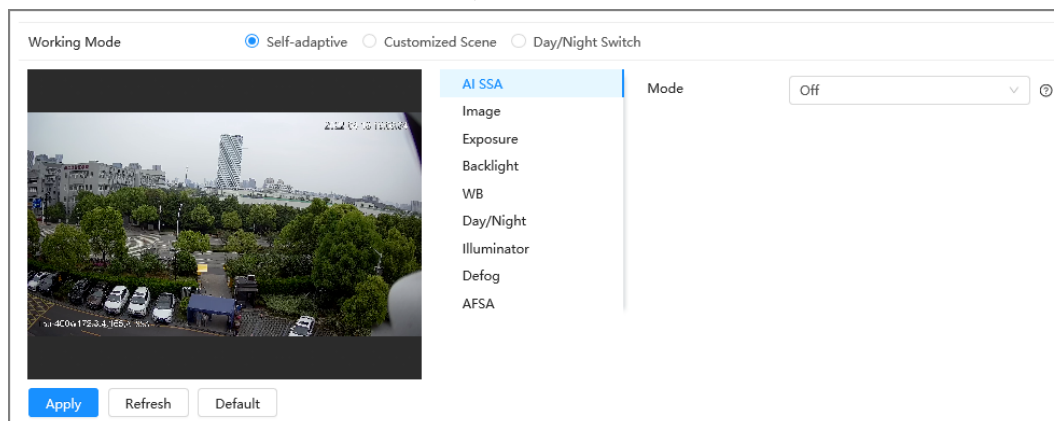 Working Mode
Self-adaptive
Customized Scene
Day/Night Switch
AI SSA
Image
Exposure
Backlight
WB
Day/Night
Illuminator
Defog
AFSA
Mode
Off
Apply
Refresh
Default